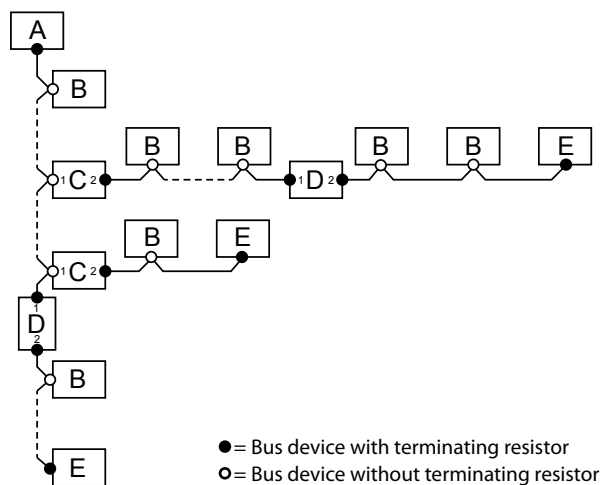 A
B
B B B B E
1 C 2 1 D 2
B E
1 C 2
1
D
2
B
E
= Bus device with terminating resistor
= Bus device without terminating resistor